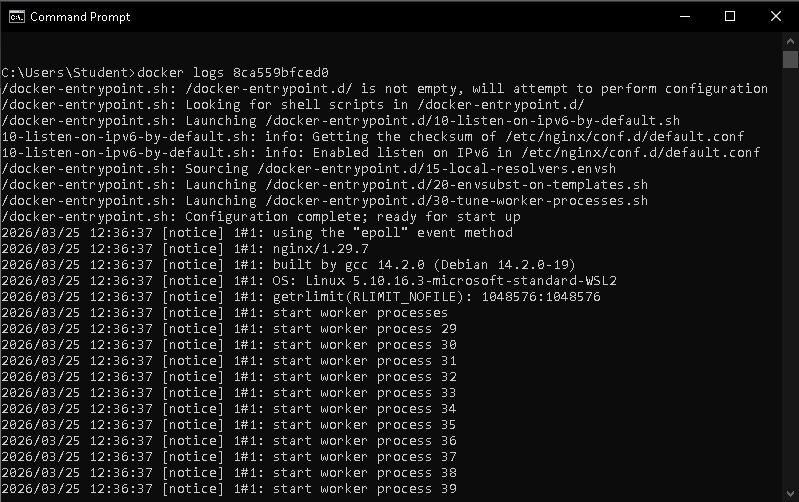 Command Prompt
C:\Users\Student>docker logs 8ca559bfced0
/docker-entrypoint.sh: /docker-entrypoint.d/ is not empty, will attempt to perform configuration
/docker-entrypoint.sh: Looking for shell scripts in /docker-entrypoint.d/
/docker-entrypoint.sh: Launching /docker-entrypoint.d/10-listen-on-ipv6-by-default.sh
10-listen-on-ipv6-by-default.sh: info: Getting the checksum of /etc/nginx/conf.d/default.conf
10-listen-on-ipv6-by-default.sh: info: Enabled listen on IPv6 in /etc/nginx/conf.d/default.conf
/docker-entrypoint.sh: Sourcing /docker-entrypoint.d/15-local-resolvers.envsh
/docker-entrypoint.sh: Launching /docker-entrypoint.d/20-envsubst-on-templates.sh
/docker-entrypoint.sh: Launching /docker-entrypoint.d/30-tune-worker-processes.sh
/docker-entrypoint.sh: Configuration complete; ready for start up
2026/03/25 12:36:37 [notice] 1#1: using the "epoll" event method
2026/03/25 12:36:37 [notice] 1#1: nginx/1.29.7
2026/03/25 12:36:37 [notice] 1#1: built by gcc 14.2.0 (Debian 14.2.0-19)
2026/03/25 12:36:37 [notice] 1#1: OS: Linux 5.10.16.3-microsoft-standard-WSL2
2026/03/25 12:36:37 [notice] 1#1: getrlimit(RLIMIT_NOFILE): 1048576:1048576
2026/03/25 12:36:37 [notice] 1#1: start worker processes
2026/03/25 12:36:37 [notice] 1#1: start worker process 29
2026/03/25 12:36:37 [notice] 1#1: start worker process 30
2026/03/25 12:36:37 [notice] 1#1: start worker process 31
2026/03/25 12:36:37 [notice] 1#1: start worker process 32
2026/03/25 12:36:37 [notice] 1#1: start worker process 33
2026/03/25 12:36:37 [notice] 1#1: start worker process 34
2026/03/25 12:36:37 [notice] 1#1: start worker process 35
2026/03/25 12:36:37 [notice] 1#1: start worker process 36
2026/03/25 12:36:37 [notice] 1#1: start worker process 37
2026/03/25 12:36:37 [notice] 1#1: start worker process 38
2026/03/25 12:36:37 [notice] 1#1: start worker process 39